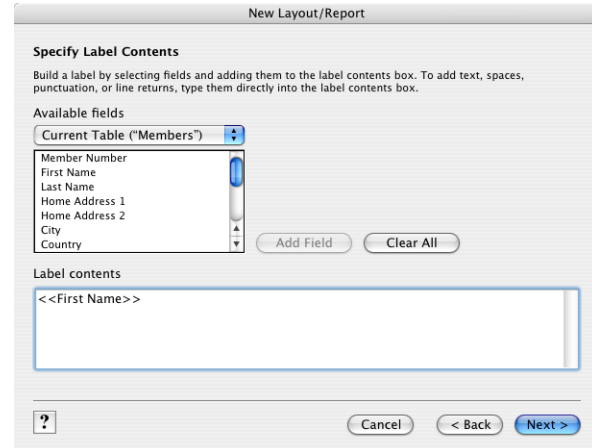 New Layout/Report
Specify Label Contents
Build a label by selecting fields and adding them to the label contents box. To add text, spaces,
punctuation, or line returns, type them directly into the label contents box.
Available fields
Current Table (“Members”)
Member Number
First Name
Last Name
Home Address 1
Home Address 2
City
Country
Add Field
Clear All
Label contents
<<First Name>>
?
Cancel
< Back
Next >